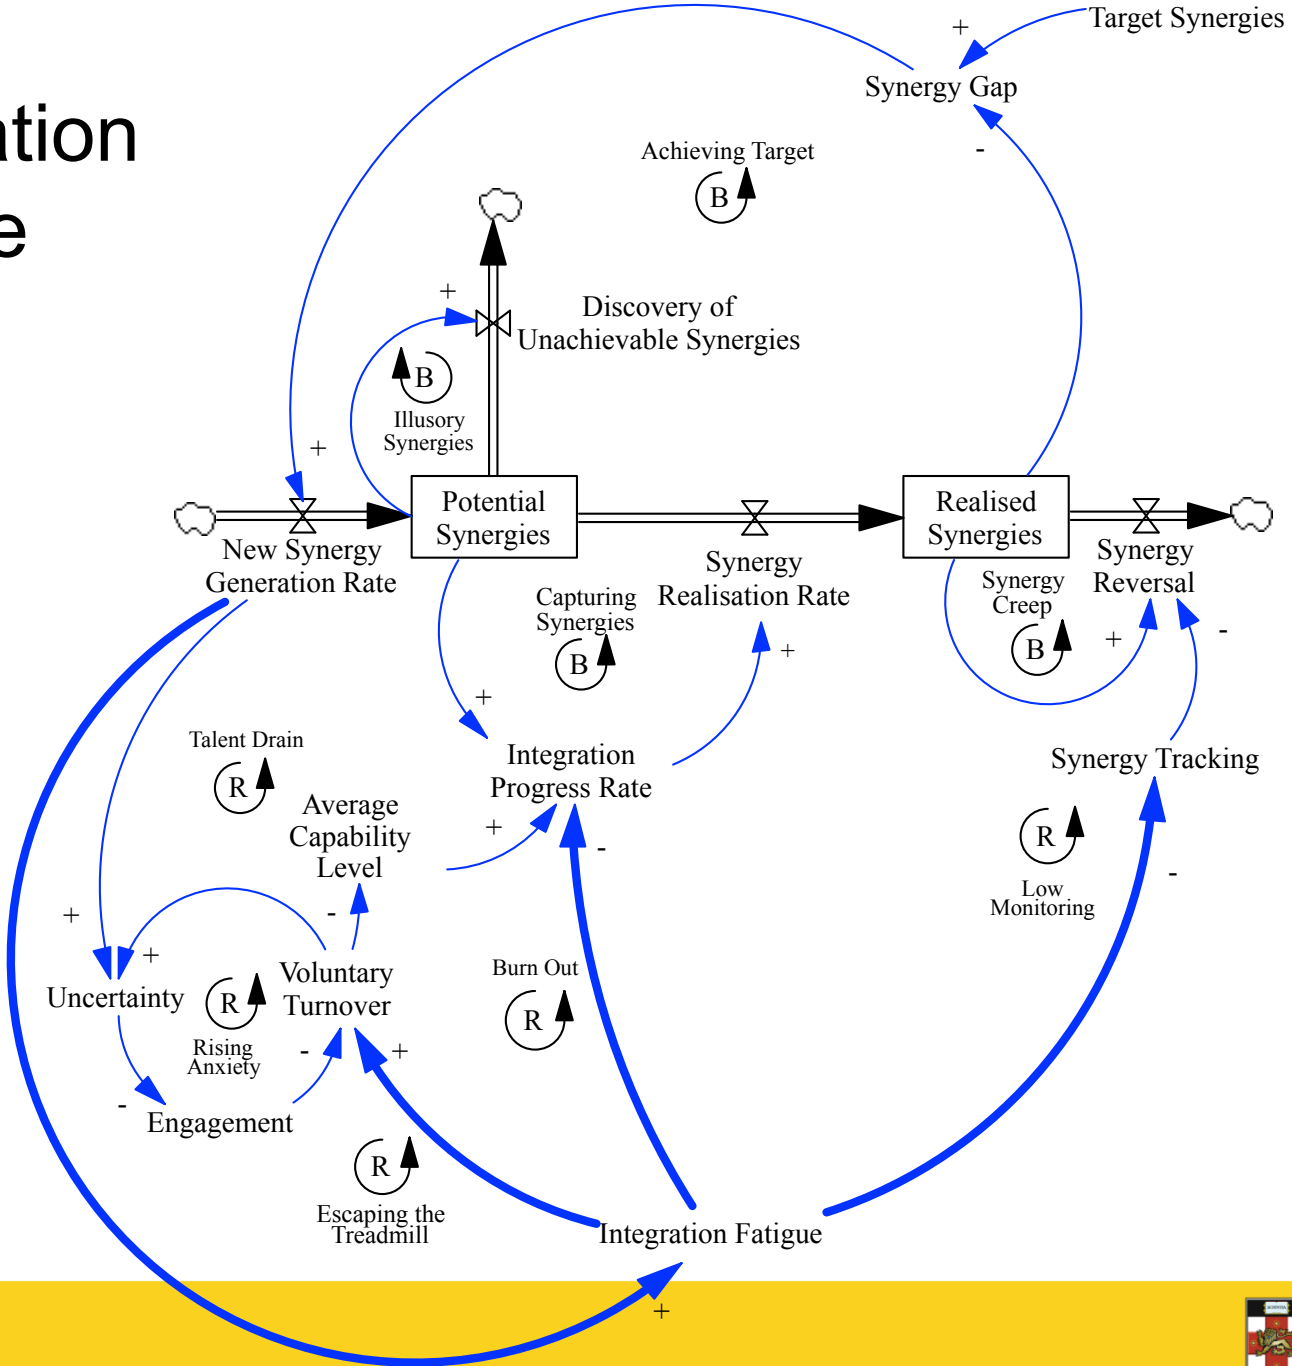 ation
e
Target Synergies
+
Synergy Gap
-
Achieving Target
B
+
Discovery of
Unachievable Synergies
B
Illusory
Synergies
+
Potential
Synergies
Realised
Synergies
New Synergy
Generation Rate
Synergy
Realisation Rate
Synergy
Reversal
Capturing
Synergies
B
+
Synergy
Creep
B
+
-
+
Talent Drain
R
Integration
Progress Rate
Synergy Tracking
Average
Capability
Level
+
-
R
Low
Monitoring
-
-
+
+
Uncertainty
R
Rising
Anxiety
Voluntary
Turnover
Burn Out
R
-
+
-
Engagement
R
Escaping the
Treadmill
Integration Fatigue
+